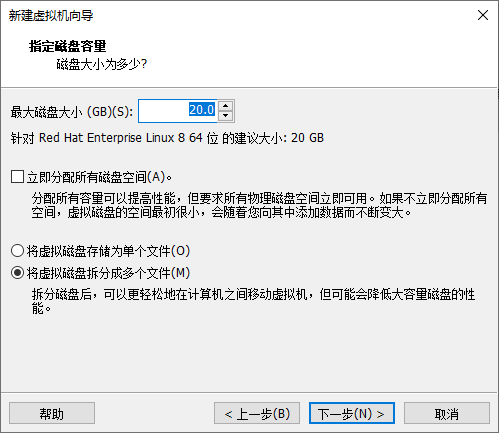 新建虚拟机向导
指定磁盘容量
磁盘大小为多少?
最大磁盘大小 (GB)(S): 20.0
针对 Red Hat Enterprise Linux 8 64 位 的建议大小: 20 GB
立即分配所有磁盘空间(A)。
分配所有容量可以提高性能，但要求所有物理磁盘空间立即可用。如果不立即分配所有
空间，虚拟磁盘的空间最初很小，会随着您向其中添加数据而不断变大。
将虚拟磁盘存储为单个文件(O)
将虚拟磁盘拆分成多个文件(M)
拆分磁盘后，可以更轻松地在计算机之间移动虚拟机，但可能会降低大容量磁盘的性
能。
帮助 < 上一步(B) 下一步(N) > 取消